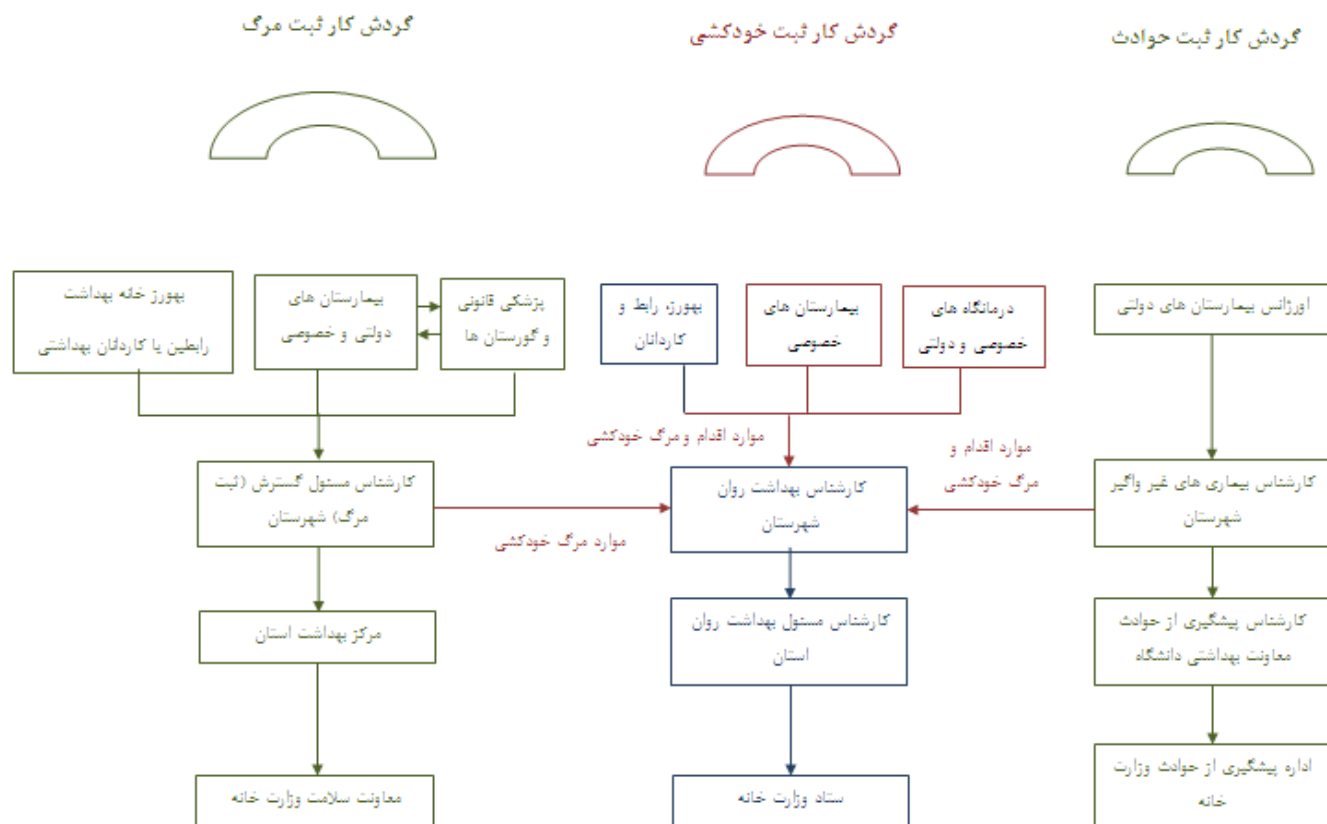 گردش کار ثبت حوادث
گردش کار ثبت خودکشی
گردش کار ثبت مرگ
اورژانس بیمارستان های دولتی
درمانگاه های
خصوصی و دولتی
بیمارستان های
خصوصی
بهورز، رابط و
کاردانان
پزشکی قانونی
و گورستان ها
بیمارستان های
دولتی و خصوصی
بهورز خانه بهداشت
رابطین یا کاردانان بهداشتی
موارد اقدام و
مرگ خودکشی
موارد اقدام و مرگ خودکشی
کارشناس بیماری های غیر واگیر
شهرستان
کارشناس بهداشت روان
شهرستان
کارشناس مسئول گسترش (ثبت
مرگ) شهرستان
موارد مرگ خودکشی
کارشناس پیشگیری از حوادث
معاونت بهداشتی دانشگاه
کارشناس مسئول بهداشت روان
استان
مرکز بهداشت استان
اداره پیشگیری از حوادث وزارت
خانه
ستاد وزارت خانه
معاونت سلامت وزارت خانه